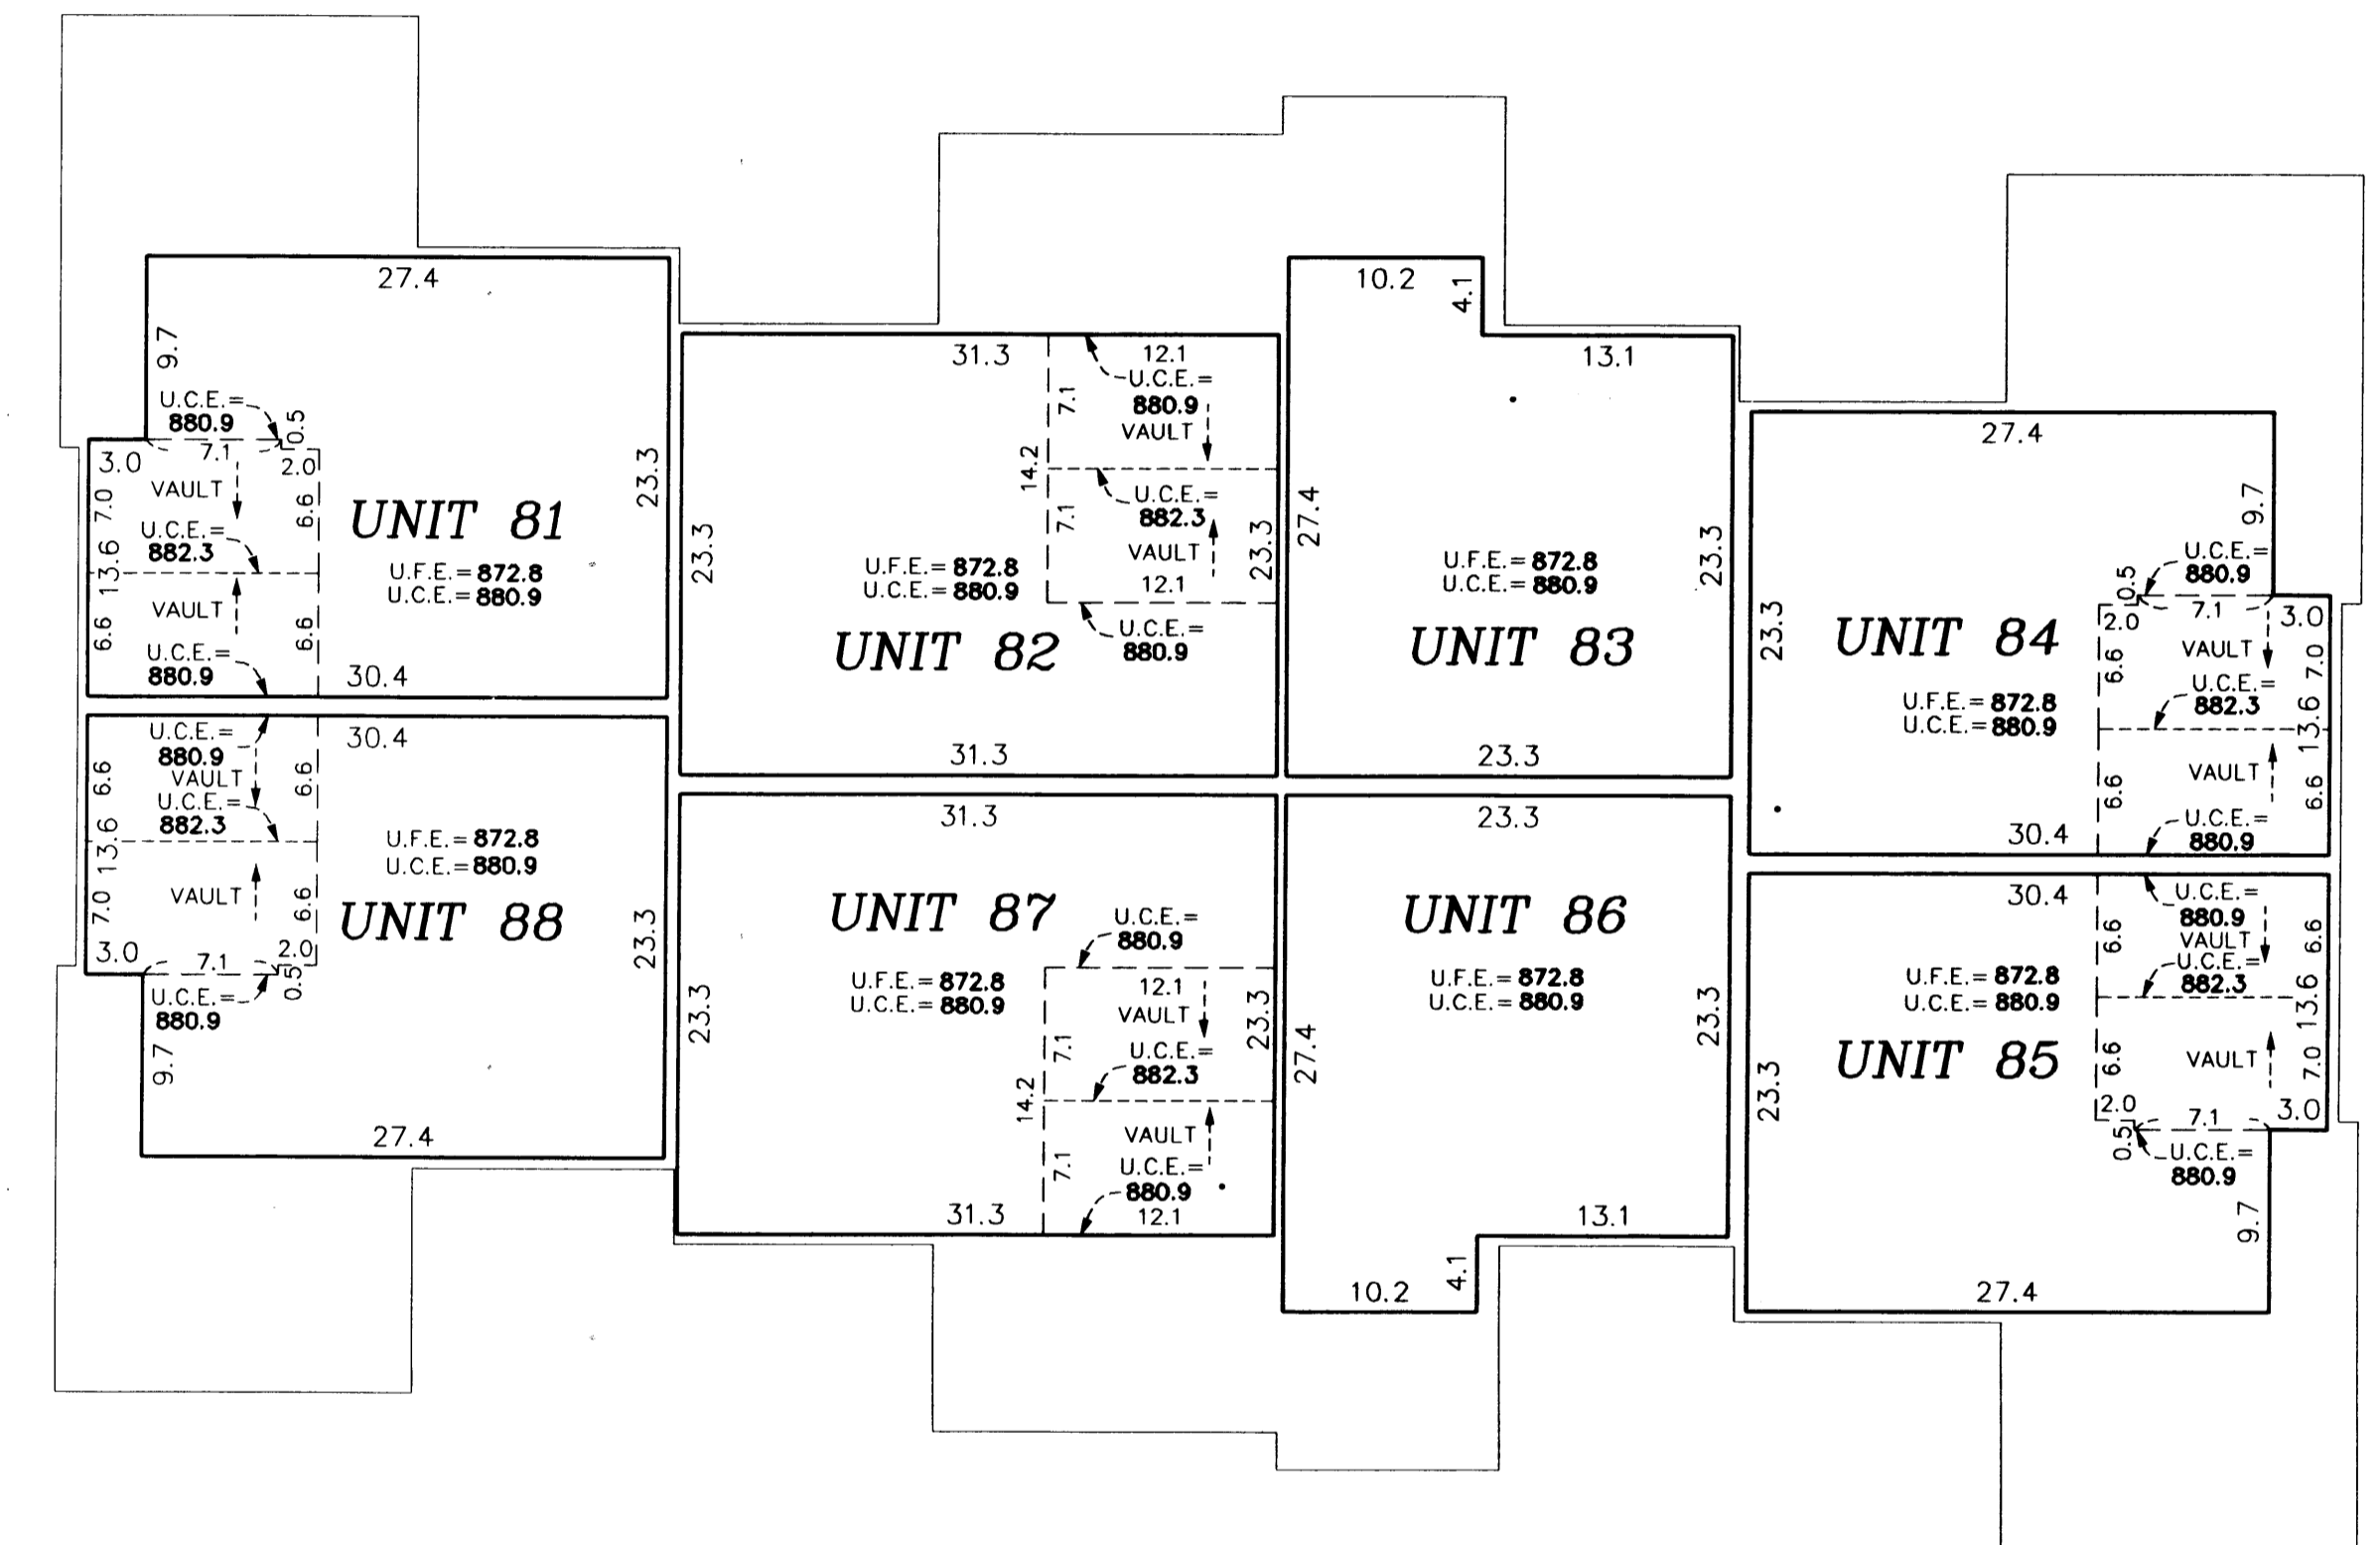 27.4
9.7
U.C.E.=
880.9
0.5
7.1
3.0
2.0
7.0
VAULT
6.6
23.3
UNIT 81
U.C.E.=
882.3
13.6
U.F.E.= 872.8
U.C.E.= 880.9
VAULT
6.6
6.6
U.C.E.=
880.9
30.4
31.3
12.1
U.C.E.=
880.9
VAULT
7.1
14.2
U.C.E.=
882.3
7.1
VAULT
23.3
23.3
U.F.E.= 872.8
U.C.E.= 880.9
12.1
U.C.E.=
880.9
UNIT 82
31.3
10.2
4.1
13.1
27.4
23.3
U.F.E.= 872.8
U.C.E.= 880.9
UNIT 83
23.3
27.4
9.7
U.C.E.=
880.9
0.5
7.1
2.0
3.0
23.3
UNIT 84
6.6
VAULT
7.0
U.C.E.=
882.3
U.F.E.= 872.8
U.C.E.= 880.9
13.6
VAULT
6.6
6.6
U.C.E.=
880.9
30.4
U.C.E.=
880.9
30.4
VAULT
6.6
6.6
U.C.E.=
882.3
13.6
U.F.E.= 872.8
U.C.E.= 880.9
VAULT
7.0
6.6
UNIT 88
23.3
3.0
7.1
2.0
0.5
U.C.E.=
880.9
9.7
27.4
31.3
UNIT 87
U.C.E.=
880.9
U.F.E.= 872.8
U.C.E.= 880.9
12.1
VAULT
23.3
23.3
7.1
U.C.E.=
882.3
14.2
VAULT
7.1
U.C.E.=
880.9
31.3
12.1
23.3
UNIT 86
U.F.E.= 872.8
U.C.E.= 880.9
27.4
23.3
13.1
4.1
10.2
30.4
U.C.E.=
880.9
6.6
VAULT
6.6
U.C.E.=
882.3
U.F.E.= 872.8
U.C.E.= 880.9
13.6
UNIT 85
23.3
6.6
VAULT
7.0
2.0
7.1
3.0
0.5
U.C.E.=
880.9
9.7
27.4